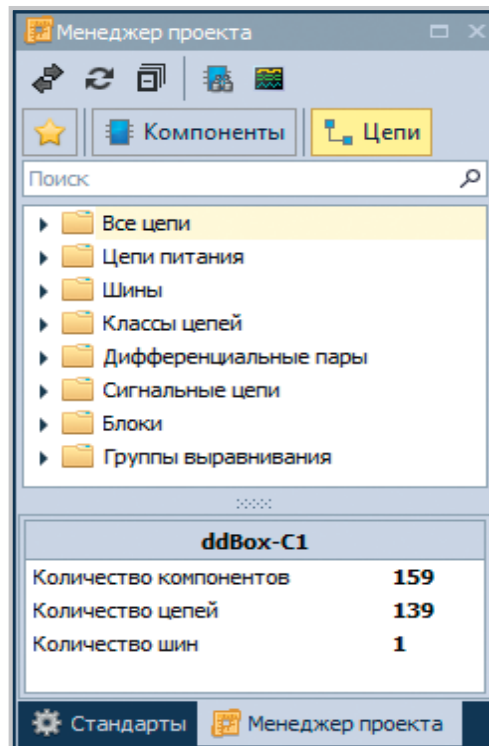 Менеджер проекта
Компоненты Цепи
Поиск
Все цепи
Цепи питания
Шины
Классы цепей
Дифференциальные пары
Сигнальные цепи
Блоки
Группы выравнивания
ddBox-C1
Количество компонентов 159
Количество цепей 139
Количество шин 1
Стандарты Менеджер проекта